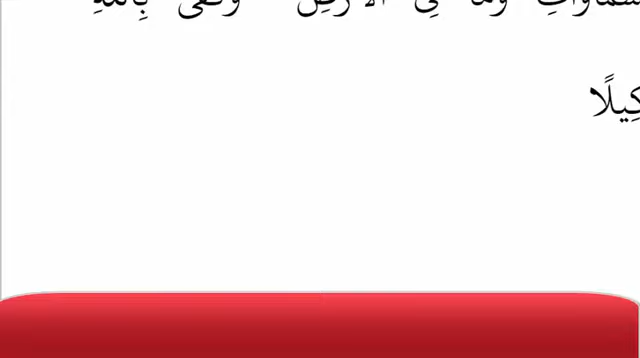 سماوات وما في الأرض وكفى بالله
كِيلًا